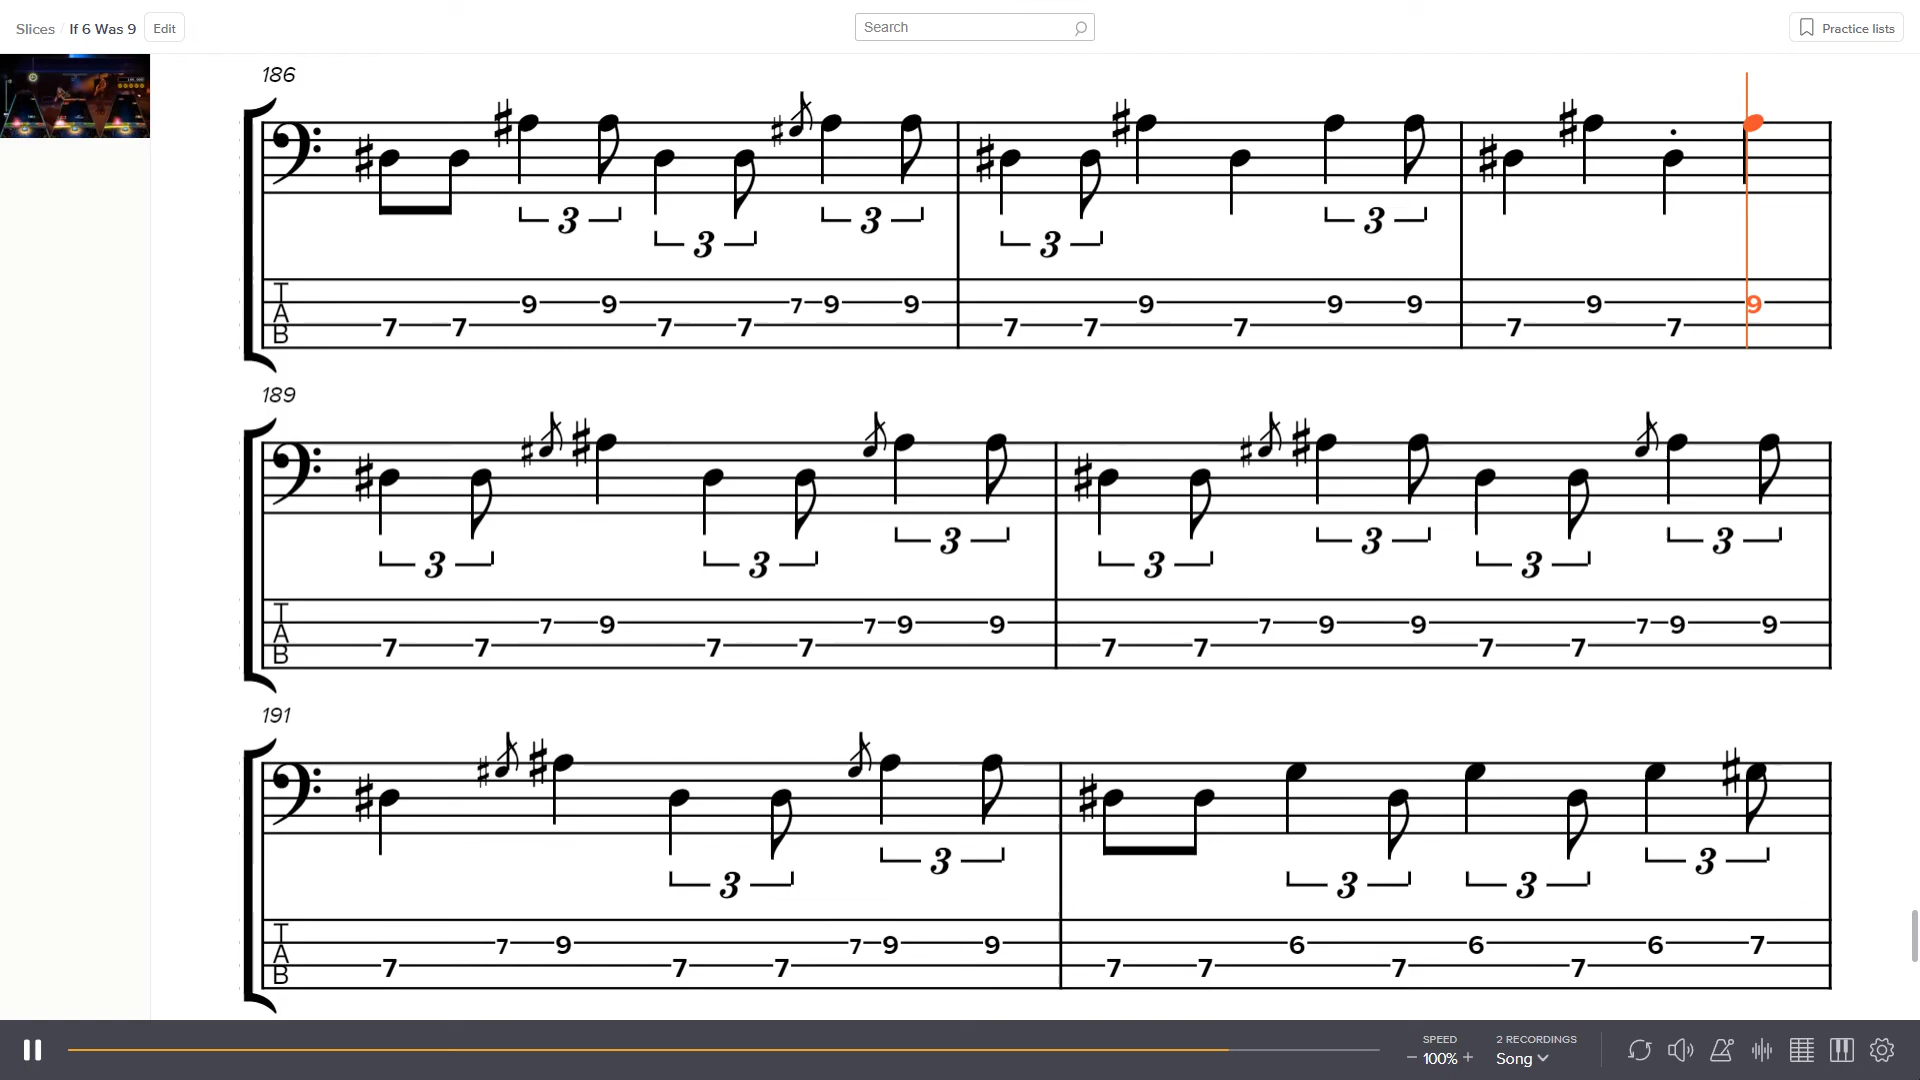 Slices / If 6 Was 9 Edit
Search
Practice lists
186
3 3 3 3 3
T
A
B
9 9 7 9 9 9 9 9 9 9
7 7 7 7 7 7 7 7 7
189
3 3 3 3 3 3 3
T
A
B
7 9 7 9 9 7 9 9 7 9 9
7 7 7 7 7 7 7 7
191
3 3 3 3 3
T
A
B
7 9 7 9 9 6 6 6 7
7 7 7 7 7 7 7
SPEED
− 100% +
2 RECORDINGS
Song